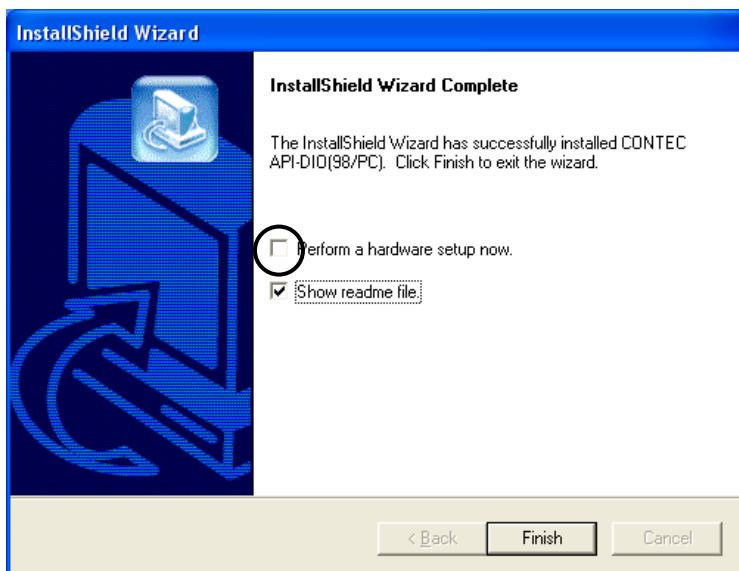 InstallShield Wizard
InstallShield Wizard Complete
The InstallShield Wizard has successfully installed CONTEC
API-DIO(98/PC). Click Finish to exit the wizard.
Perform a hardware setup now.
Show readme file.
< Back
Finish
Cancel